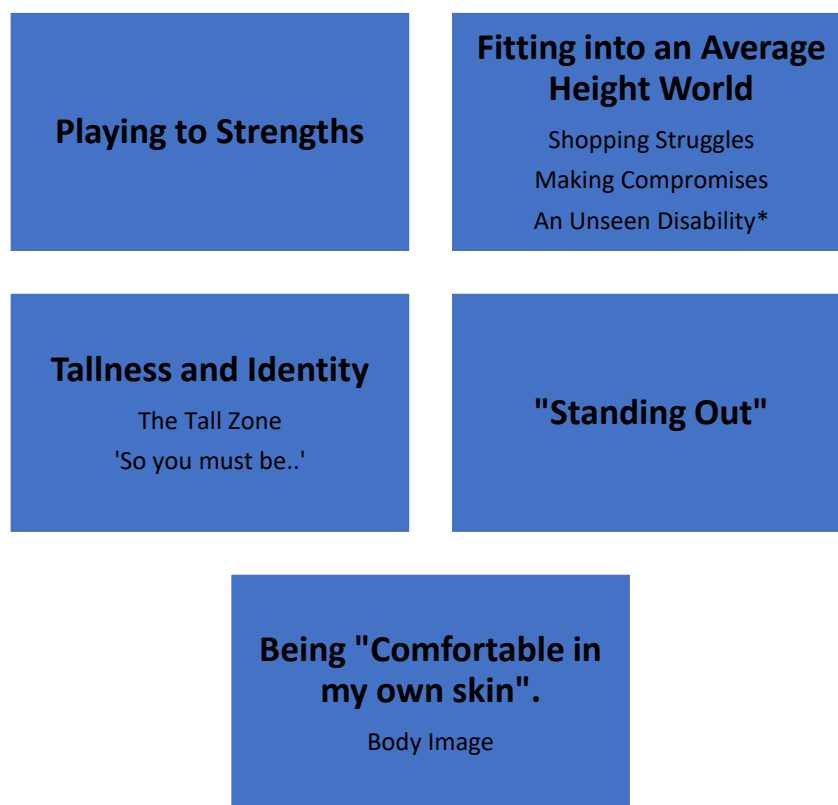 Playing to Strengths
Fitting into an Average
Height World
Shopping Struggles
Making Compromises
An Unseen Disability*
Tallness and Identity
The Tall Zone
'So you must be..'
"Standing Out"
Being "Comfortable in
my own skin".
Body Image